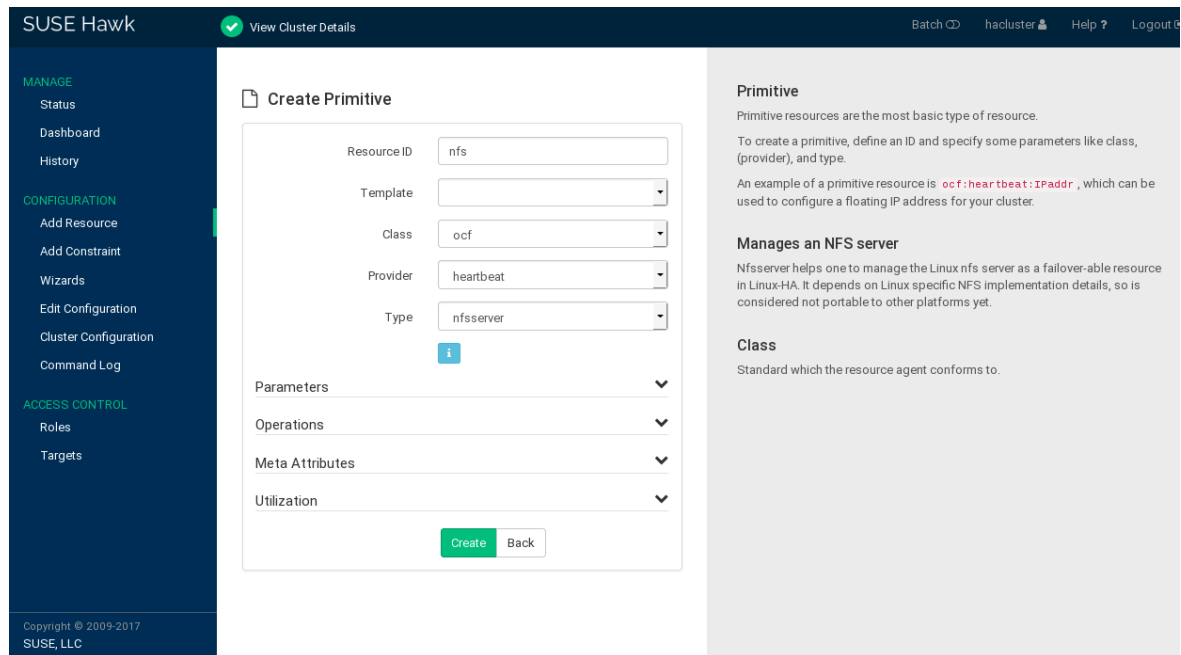 SUSE Hawk
View Cluster Details
Batch
hacluster
Help ?
Logout
MANAGE
Status
Dashboard
History
CONFIGURATION
Add Resource
Add Constraint
Wizards
Edit Configuration
Cluster Configuration
Command Log
ACCESS CONTROL
Roles
Targets
Copyright © 2009-2017
SUSE, LLC
Create Primitive
Resource ID
nfs
Template
Class
ocf
Provider
heartbeat
Type
nfsserver
i
Parameters
Operations
Meta Attributes
Utilization
Create
Back
Primitive
Primitive resources are the most basic type of resource.
To create a primitive, define an ID and specify some parameters like class,
(provider), and type.
An example of a primitive resource is ocf:heartbeat:IPaddr , which can be
used to configure a floating IP address for your cluster.
Manages an NFS server
Nfsserver helps one to manage the Linux nfs server as a failover-able resource
in Linux-HA. It depends on Linux specific NFS implementation details, so is
considered not portable to other platforms yet.
Class
Standard which the resource agent conforms to.